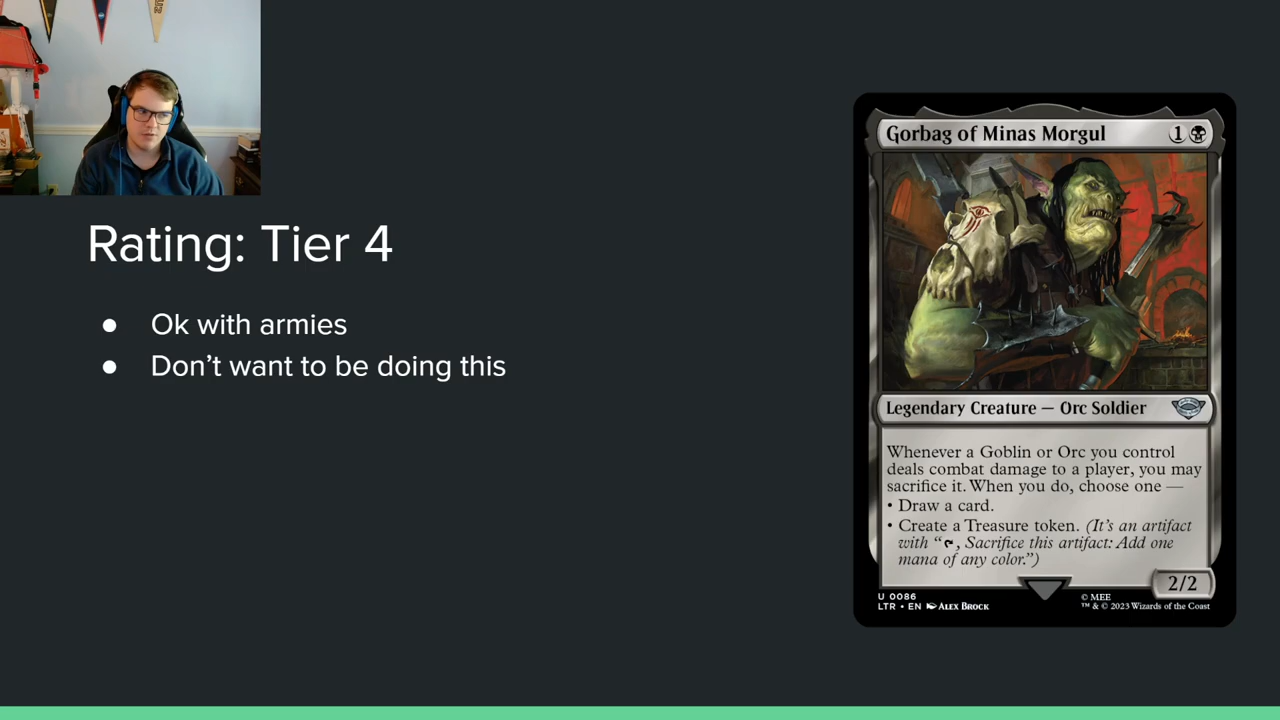 Rating: Tier 4
● Ok with armies
● Don’t want to be doing this
Gorbag of Minas Morgul 1
Legendary Creature — Orc Soldier
Whenever a Goblin or Orc you control
deals combat damage to a player, you may
sacrifice it. When you do, choose one —
• Draw a card.
• Create a Treasure token. (It’s an artifact
with “, Sacrifice this artifact: Add one
mana of any color.”)
2/2
U 0086
LTR • EN ALEX BROCK
© MEE
™ & © 2023 Wizards of the Coast